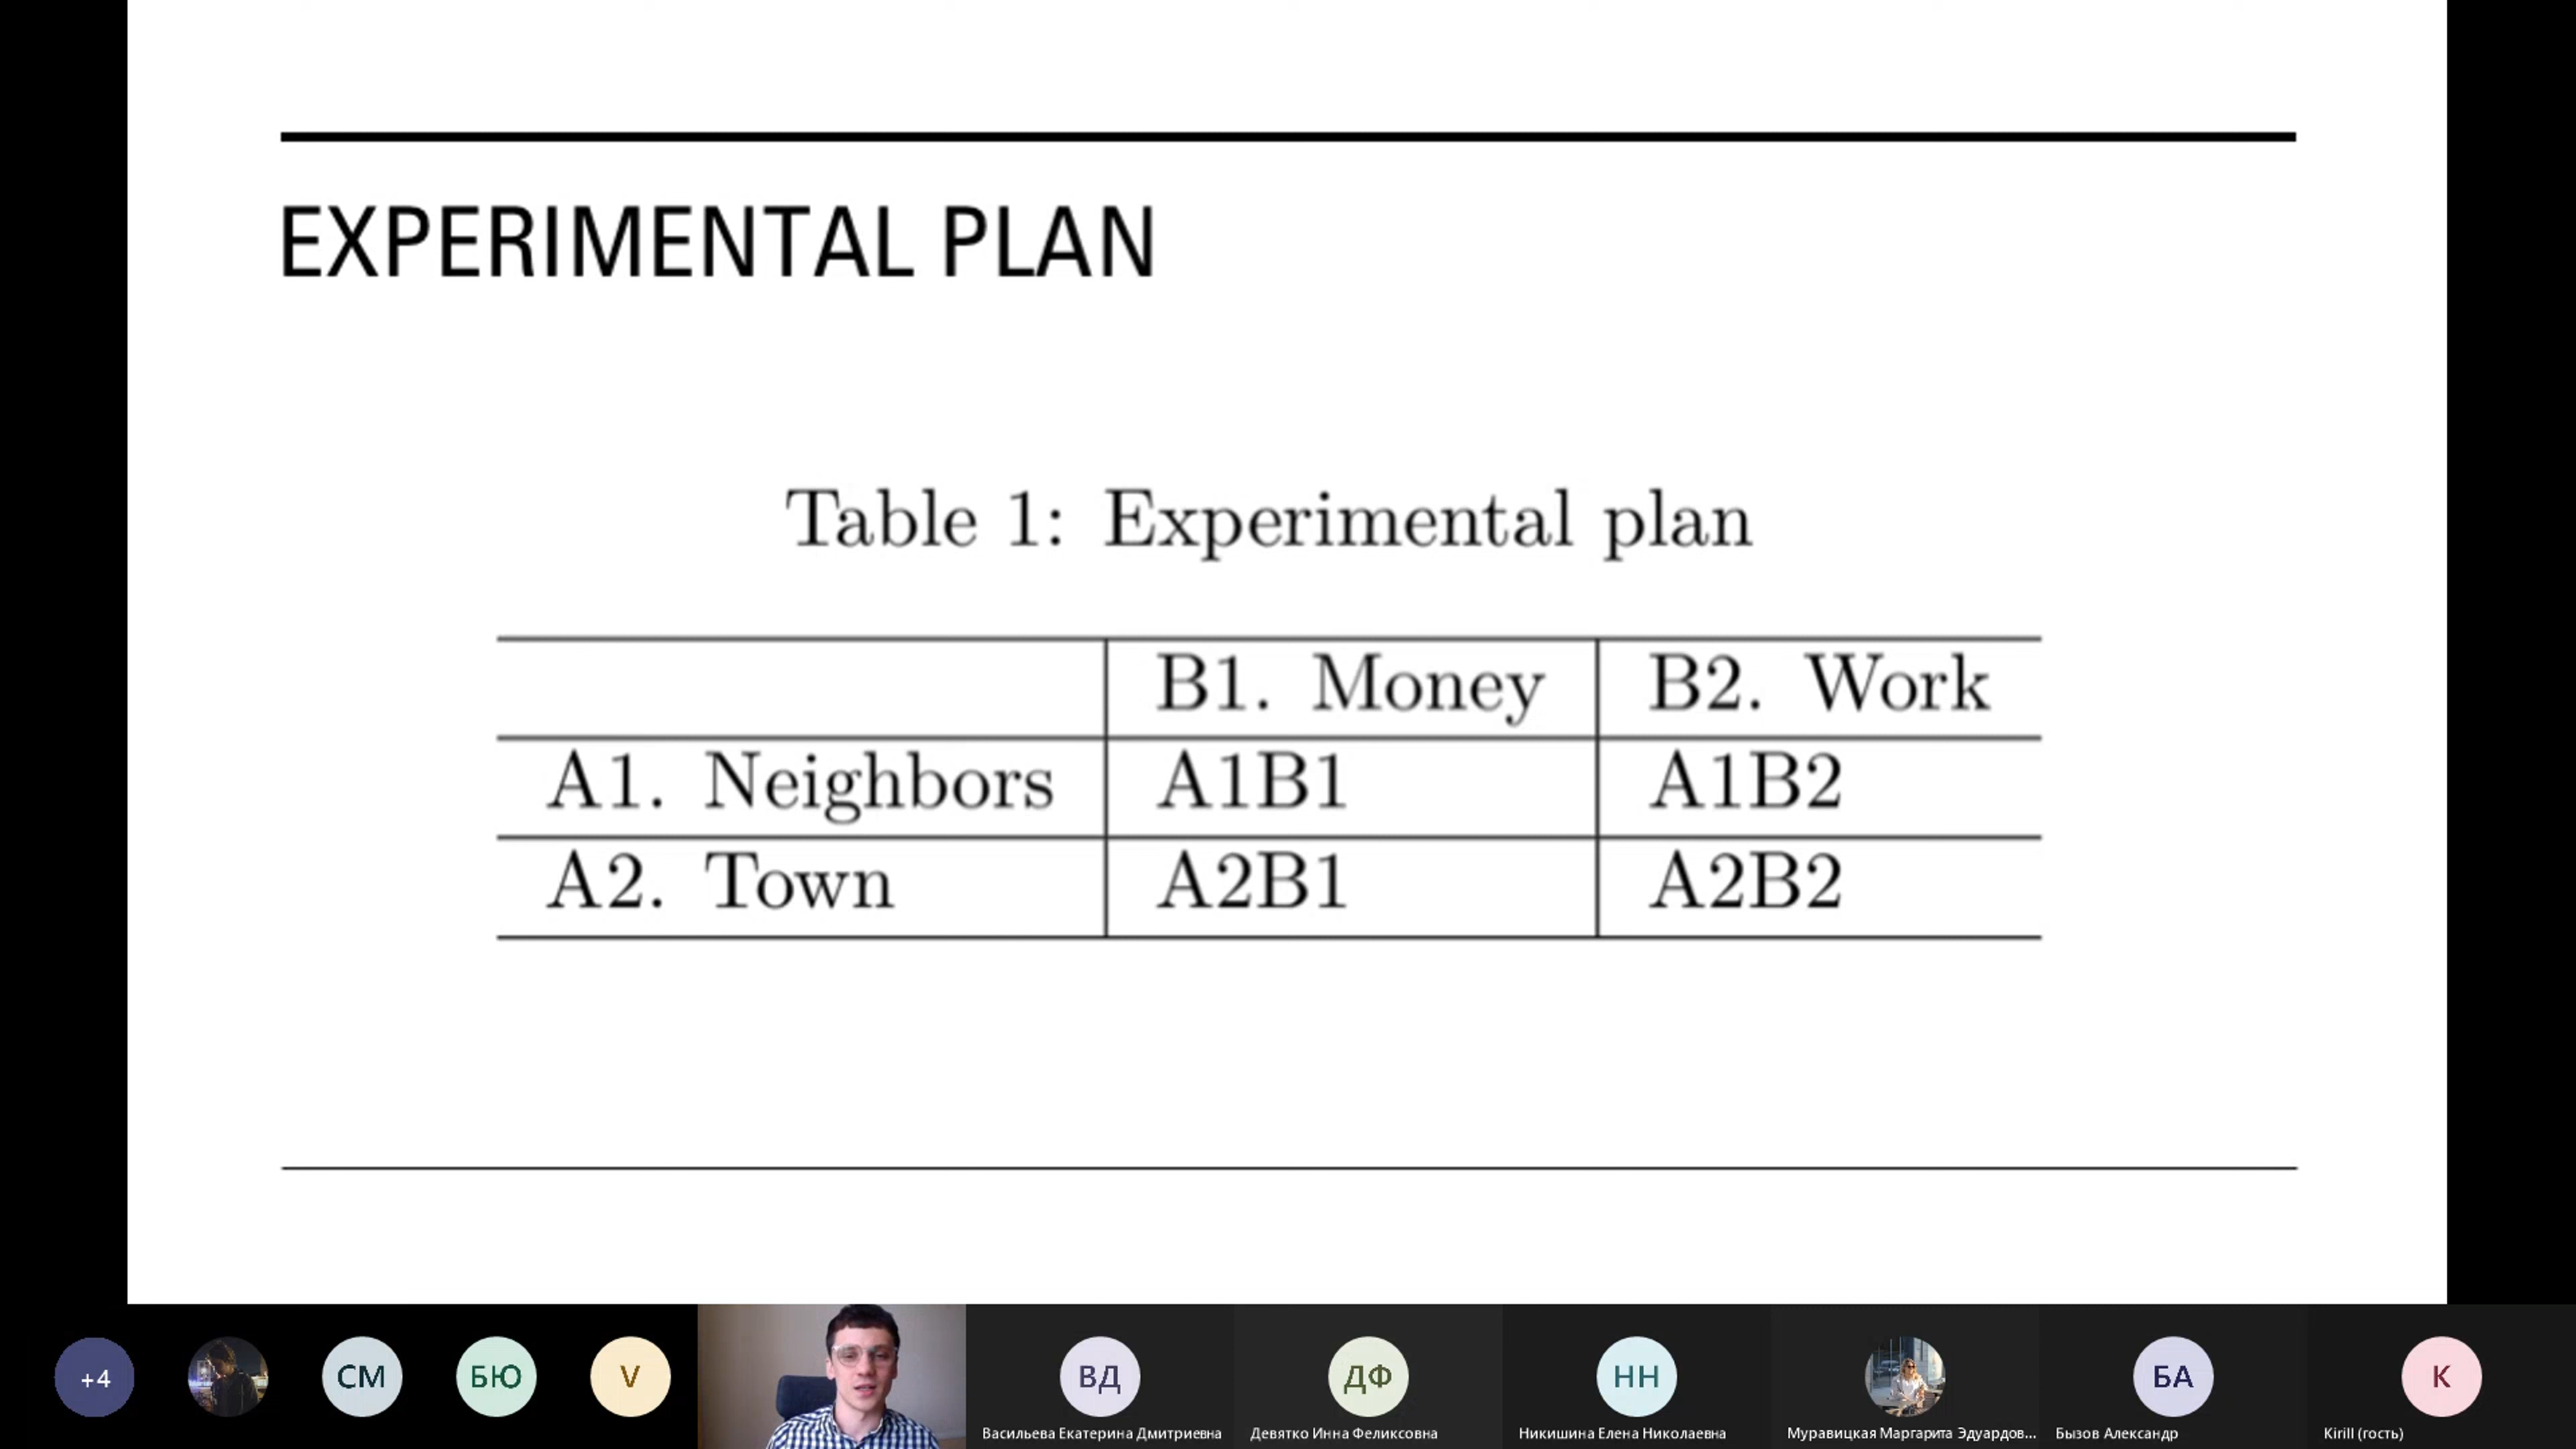 EXPERIMENTAL PLAN
Table 1: Experimental plan
B1. Money B2. Work
A1. Neighbors A1B1 A1B2
A2. Town A2B1 A2B2
+4 СМ БЮ V ВД ДФ НН БА K
Васильева Екатерина Дмитриевна Девятко Инна Феликсовна Никишина Елена Николаевна Муравицкая Маргарита Эдуардов... Бызов Александр Kirill (гость)